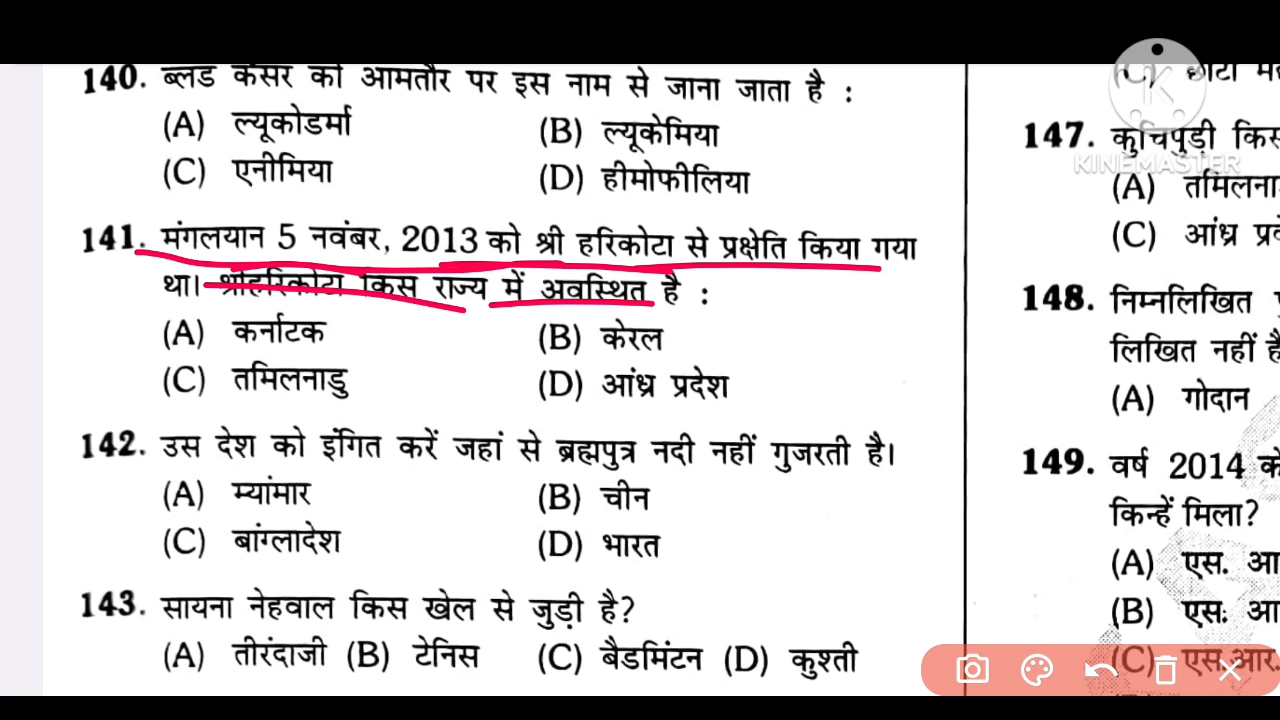 140. ब्लड कैंसर को आमतौर पर इस नाम से जाना जाता है :
(A) ल्यूकोडर्मा (B) ल्यूकेमिया
(C) एनीमिया (D) हीमोफीलिया
141. मंगलयान 5 नवंबर, 2013 को श्री हरिकोटा से प्रक्षेति किया गया
था। श्रीहरिकोटा किस राज्य में अवस्थित है :
(A) कर्नाटक (B) केरल
(C) तमिलनाडु (D) आंध्र प्रदेश
142. उस देश को इंगित करें जहां से ब्रह्मपुत्र नदी नहीं गुजरती है।
(A) म्यांमार (B) चीन
(C) बांग्लादेश (D) भारत
143. सायना नेहवाल किस खेल से जुड़ी है?
(A) तीरंदाजी (B) टेनिस (C) बैडमिंटन (D) कुश्ती
(C) छोटा
147. कुचिपुड़ी
(A)
(C) आंध्र
148. निम्नलिखित
लिखित नहीं
(A) गोदान
149. वर्ष 2014
किन्हें मिला?
(A) एस.
(B) एस.
(C) एस.आर.
KINEMASTER